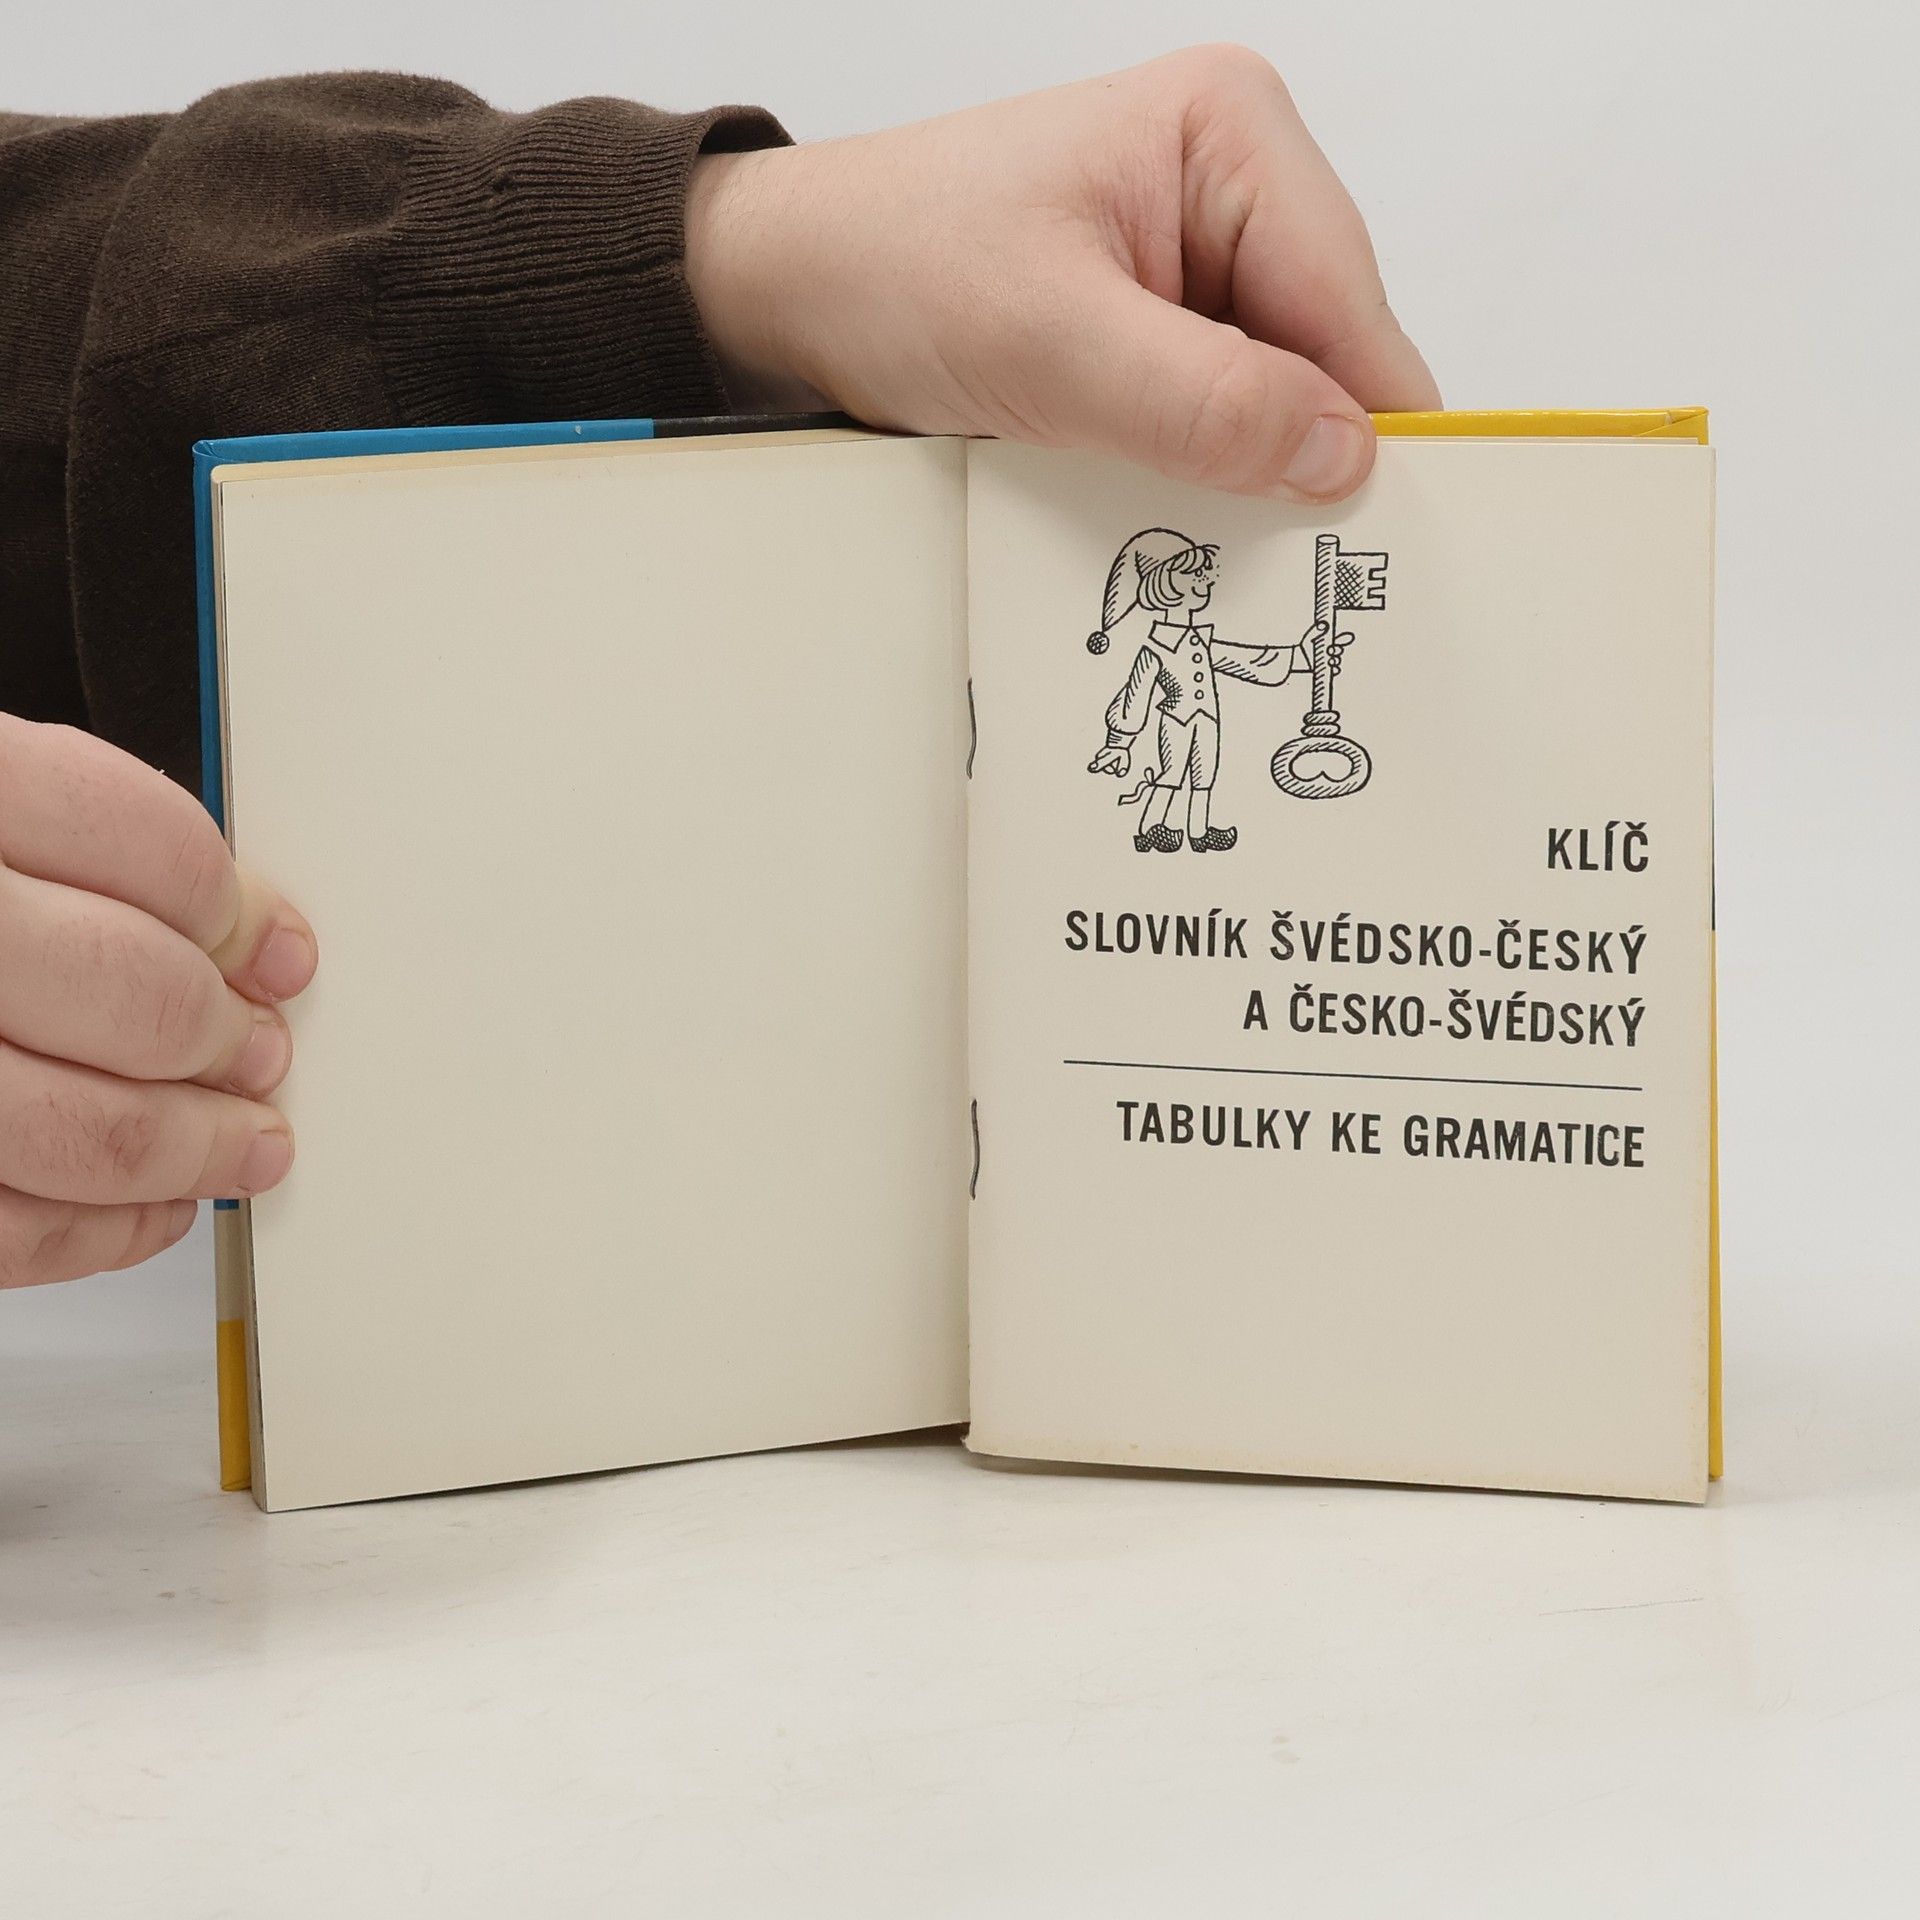 KLÍČ
SLOVNÍK ŠVÉDSKO-ČESKÝ
A ČESKO-ŠVÉDSKÝ
TABULKY KE GRAMATICE